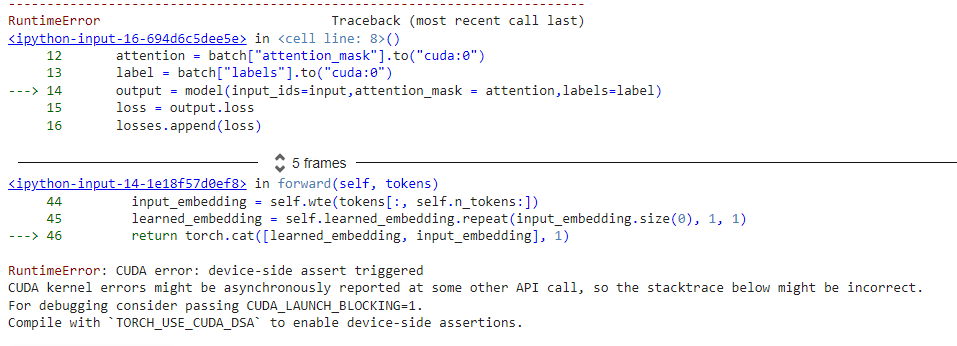 ---------------------------------------------------------------------------
RuntimeError                              Traceback (most recent call last)
<ipython-input-16-694d6c5dee5e> in <cell line: 8>()
     12     attention = batch["attention_mask"].to("cuda:0")
     13     label = batch["labels"].to("cuda:0")
---> 14     output = model(input_ids=input,attention_mask = attention,labels=label)
     15     loss = output.loss
     16     losses.append(loss)
5 frames
<ipython-input-14-1e18f57d0ef8> in forward(self, tokens)
     44         input_embedding = self.wte(tokens[:, self.n_tokens:])
     45         learned_embedding = self.learned_embedding.repeat(input_embedding.size(0), 1, 1)
---> 46         return torch.cat([learned_embedding, input_embedding], 1)
RuntimeError: CUDA error: device-side assert triggered
CUDA kernel errors might be asynchronously reported at some other API call, so the stacktrace below might be incorrect.
For debugging consider passing CUDA_LAUNCH_BLOCKING=1.
Compile with `TORCH_USE_CUDA_DSA` to enable device-side assertions.